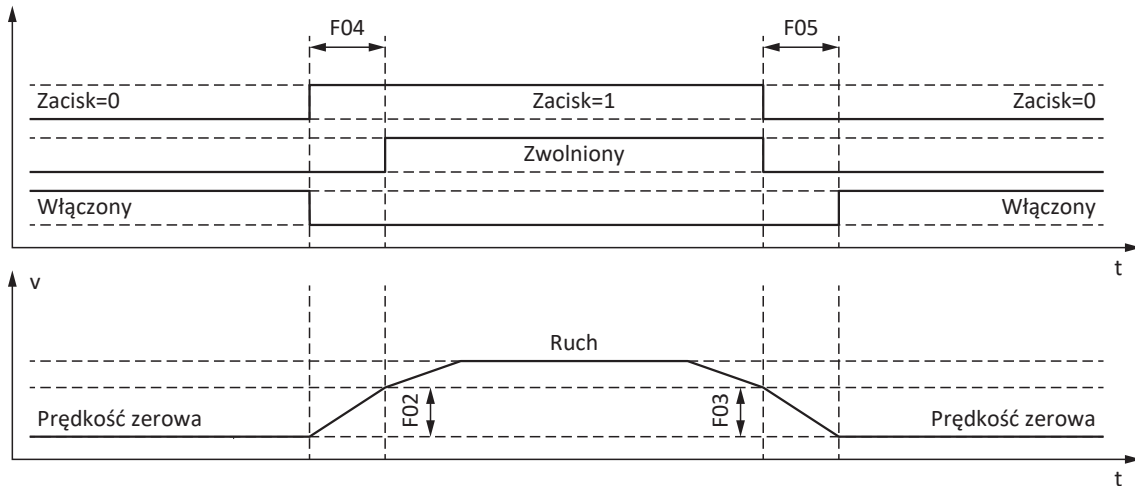 F04 F05
Zacisk=0 Zacisk=1 Zacisk=0
Zwolniony
Włączony Włączony
t
v
Ruch
F02 F03
Prędkość zerowa Prędkość zerowa
t